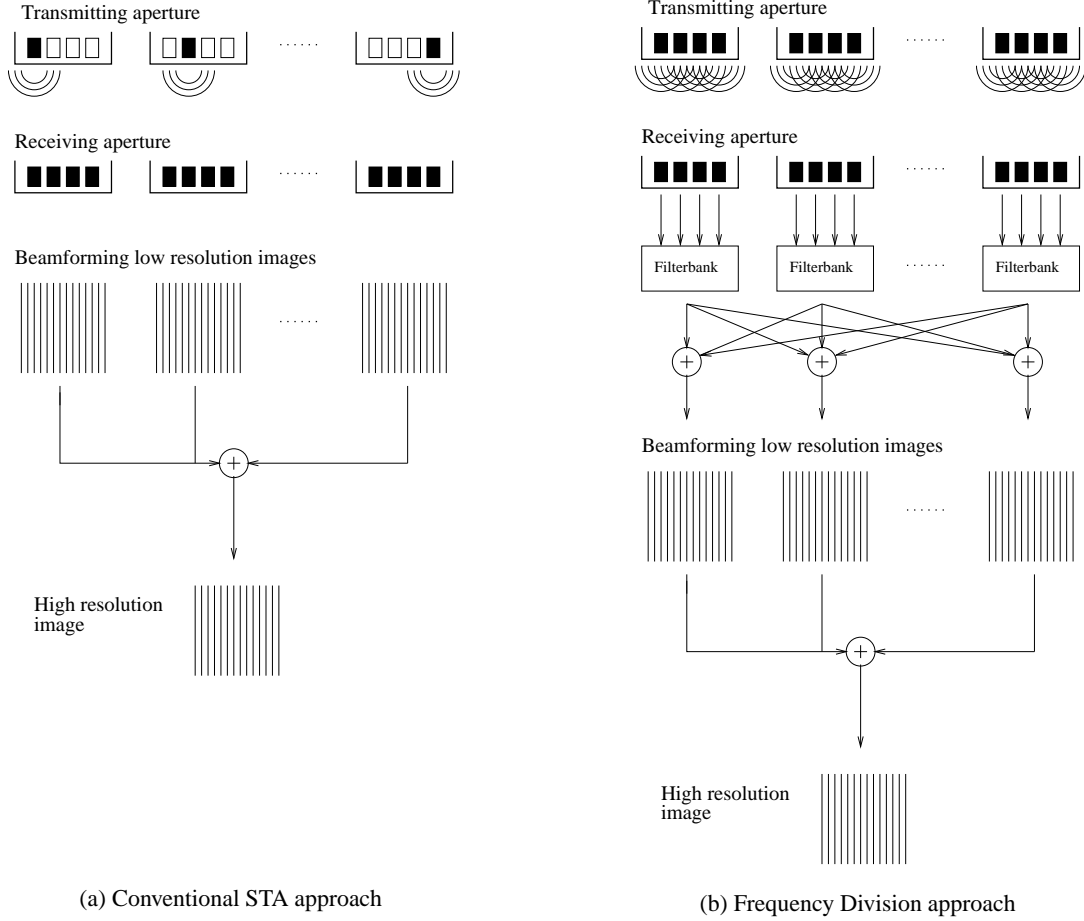 Transmitting aperture
. . . . . .
Receiving aperture
. . . . . .
Beamforming low resolution images
. . . . . .
+
High resolution
image
(a) Conventional STA approach
Transmitting aperture
. . . . . .
Receiving aperture
. . . . . .
Filterbank
Filterbank
. . . . . .
Filterbank
+
+
+
Beamforming low resolution images
. . . . . .
+
High resolution
image
(b) Frequency Division approach